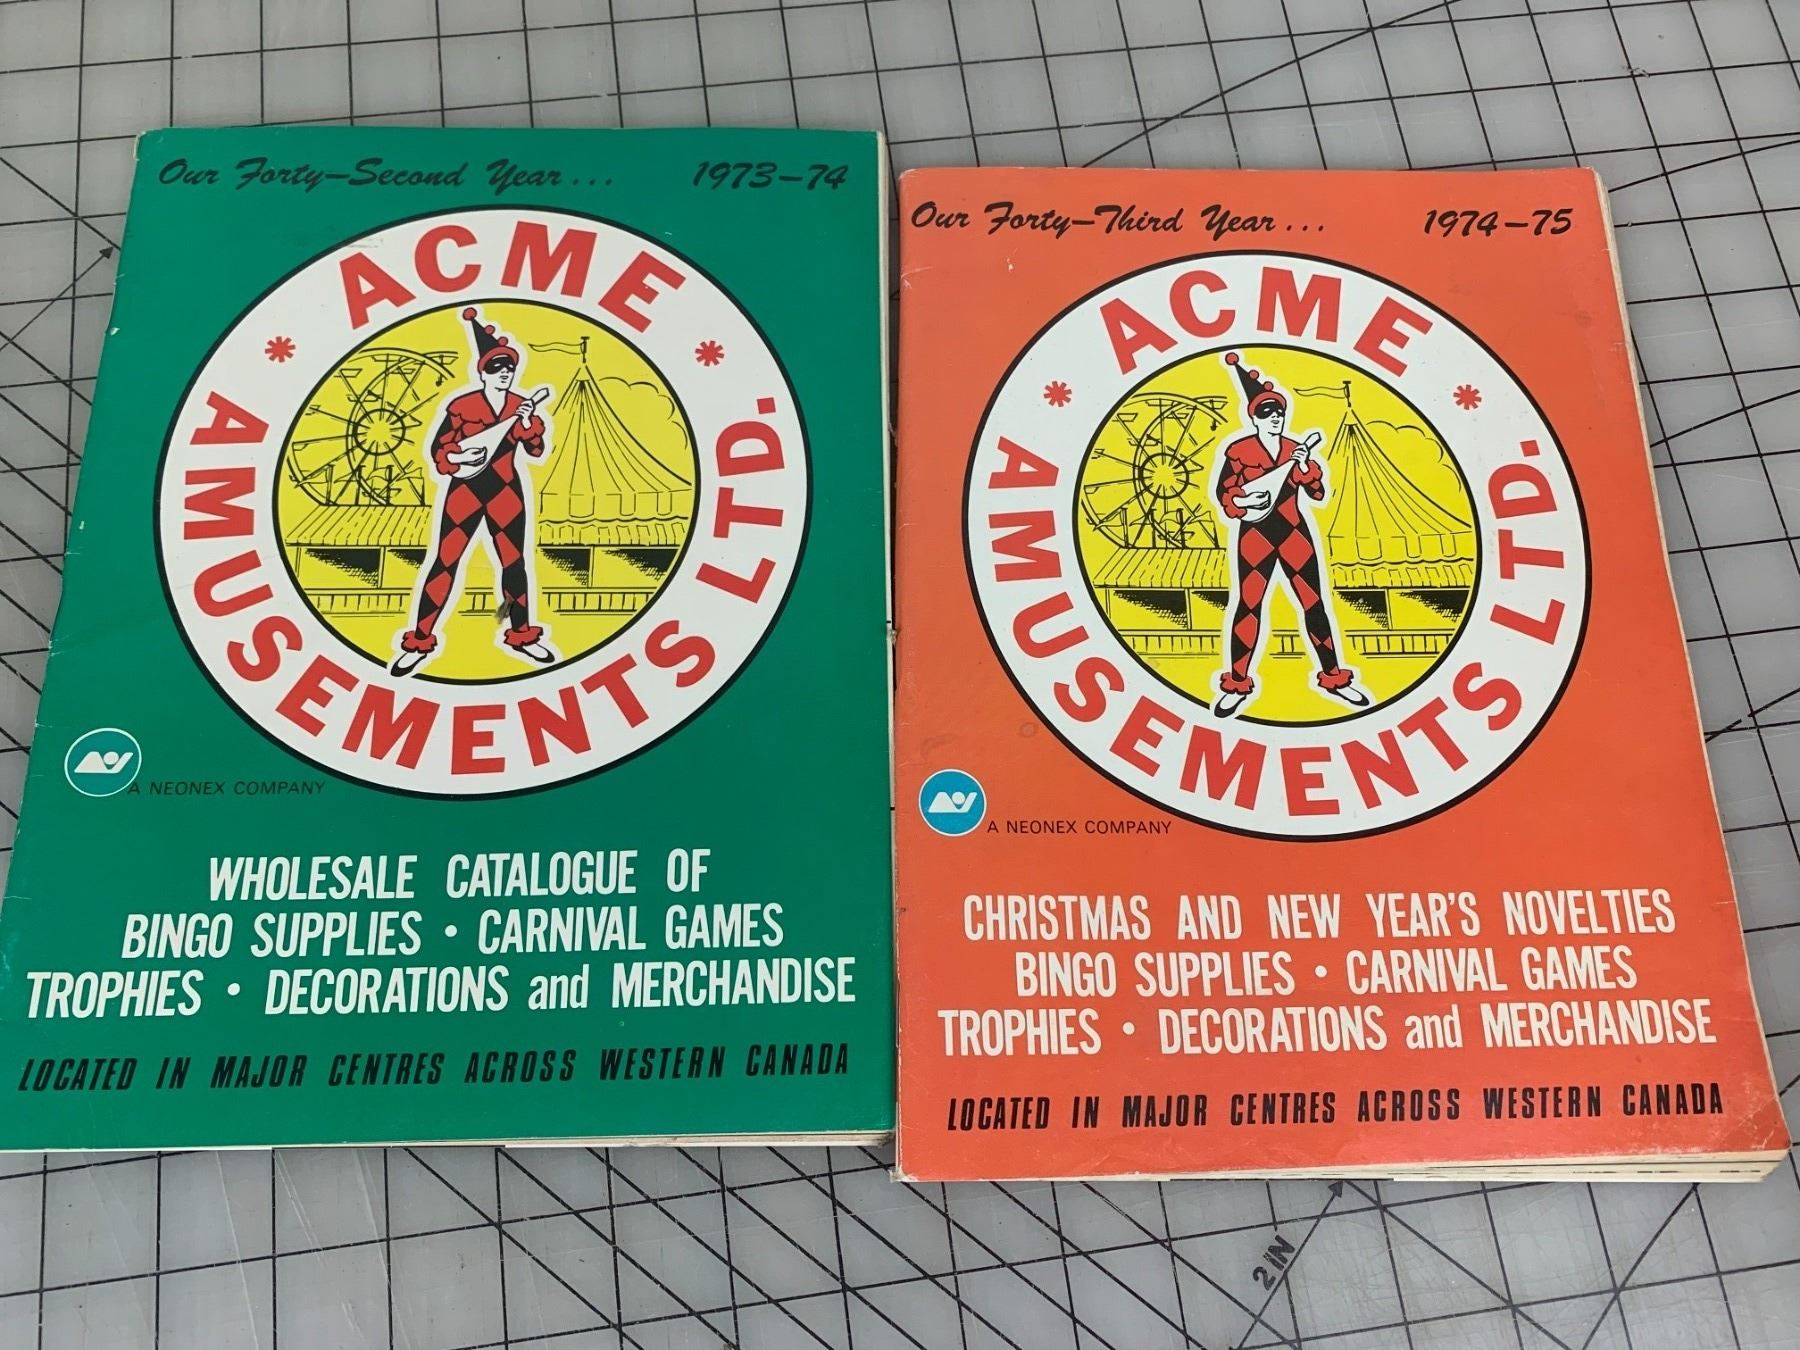 Our Forty-Second Year... 1973-74
ACME
* *
AMUSEMENTS LTD.
A NEONEX COMPANY
WHOLESALE CATALOGUE OF
BINGO SUPPLIES • CARNIVAL GAMES
TROPHIES • DECORATIONS and MERCHANDISE
LOCATED IN MAJOR CENTRES ACROSS WESTERN CANADA
Our Forty-Third Year... 1974-75
ACME
* *
AMUSEMENTS LTD.
A NEONEX COMPANY
CHRISTMAS AND NEW YEAR'S NOVELTIES
BINGO SUPPLIES • CARNIVAL GAMES
TROPHIES • DECORATIONS and MERCHANDISE
LOCATED IN MAJOR CENTRES ACROSS WESTERN CANADA
2 IN